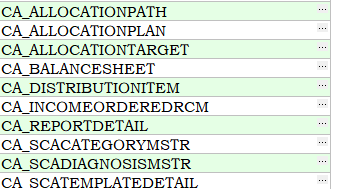 CA_ALLOCATIONPATH ...
CA_ALLOCATIONPLAN ...
CA_ALLOCATIONTARGET ...
CA_BALANCESHEET ...
CA_DISTRIBUTIONITEM ...
CA_INCOMEORDEREDRCM ...
CA_REPORTDETAIL ...
CA_SCACATEGORYMSTR ...
CA_SCADIAGNOSISMSTR ...
CA_SCATEMPLATEDETAIL ...